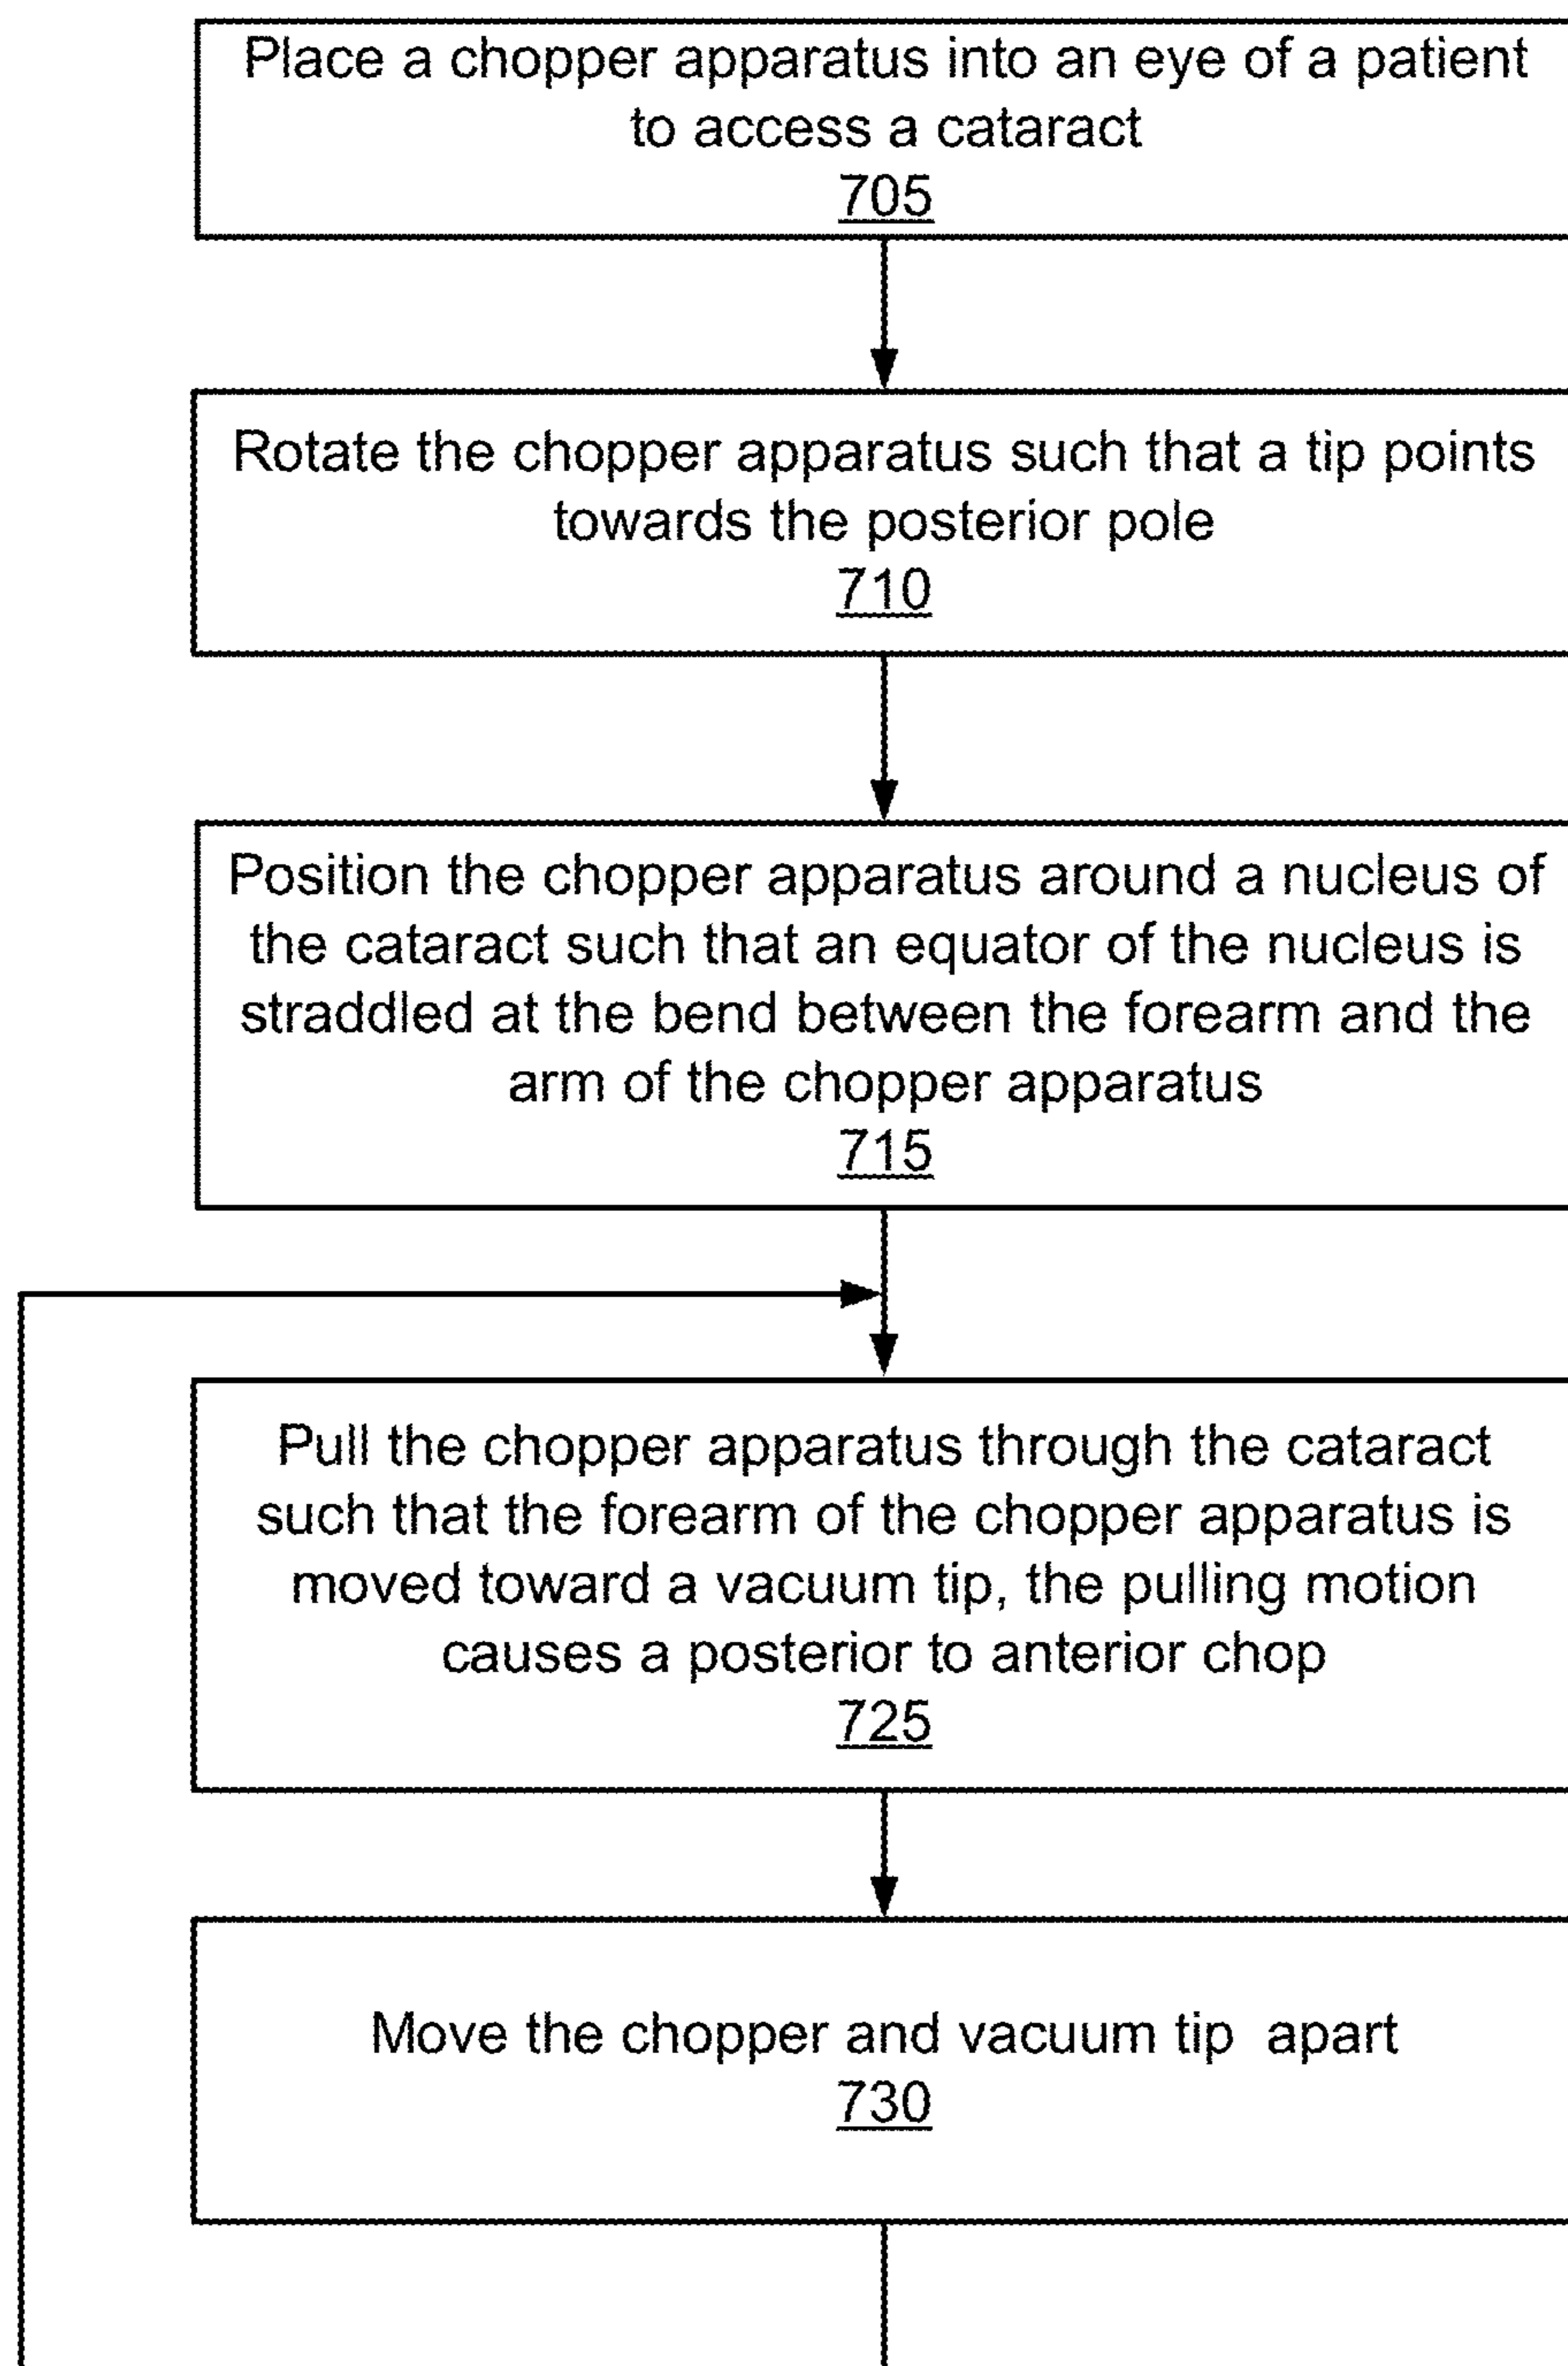 Place a chopper apparatus into an eye of a patient
to access a cataract
705
Rotate the chopper apparatus such that a tip points
towards the posterior pole
710
Position the chopper apparatus around a nucleus of
the cataract such that an equator of the nucleus is
straddled at the bend between the forearm and the
arm of the chopper apparatus
715
Pull the chopper apparatus through the cataract
such that the forearm of the chopper apparatus is
moved toward a vacuum tip, the pulling motion
causes a posterior to anterior chop
725
Move the chopper and vacuum tip  apart
730